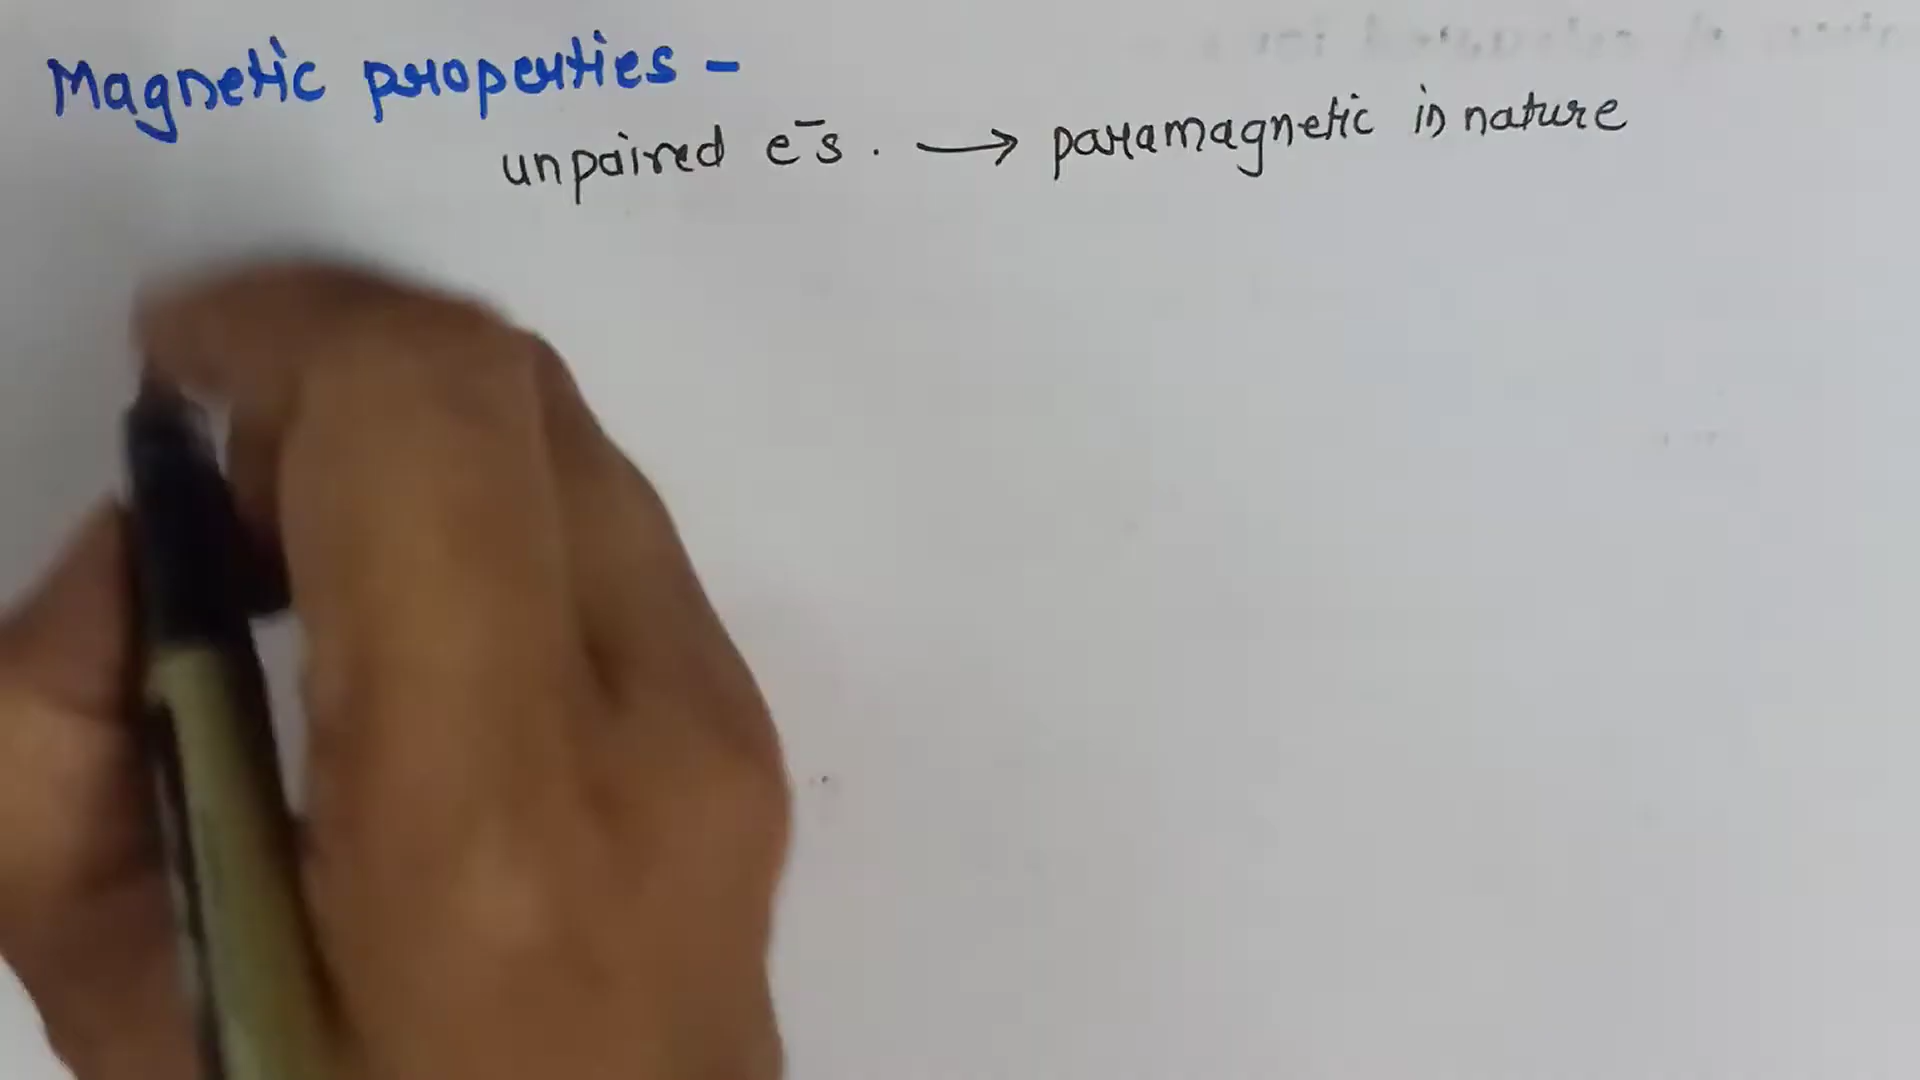 Magnetic properties -
unpaired e⁻s. → paramagnetic in nature